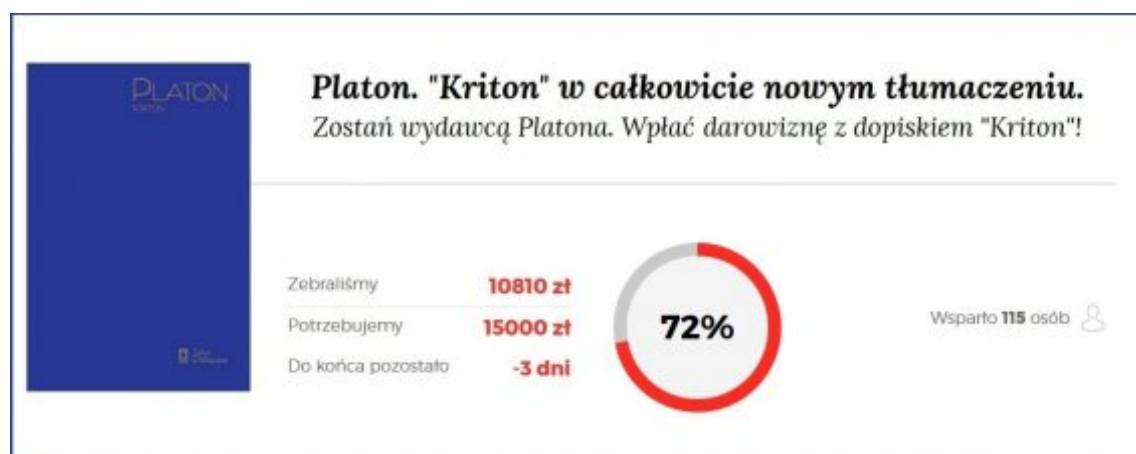 PLATON
KRITON
Platon. "Kriton" w całkowicie nowym tłumaczeniu.
Zostań wydawcą Platona. Wpłać darowiznę z dopiskiem "Kriton"!
Zebraliśmy 10810 zł
Potrzebujemy 15000 zł
Do końca pozostało -3 dni
72%
Wsparło 115 osób